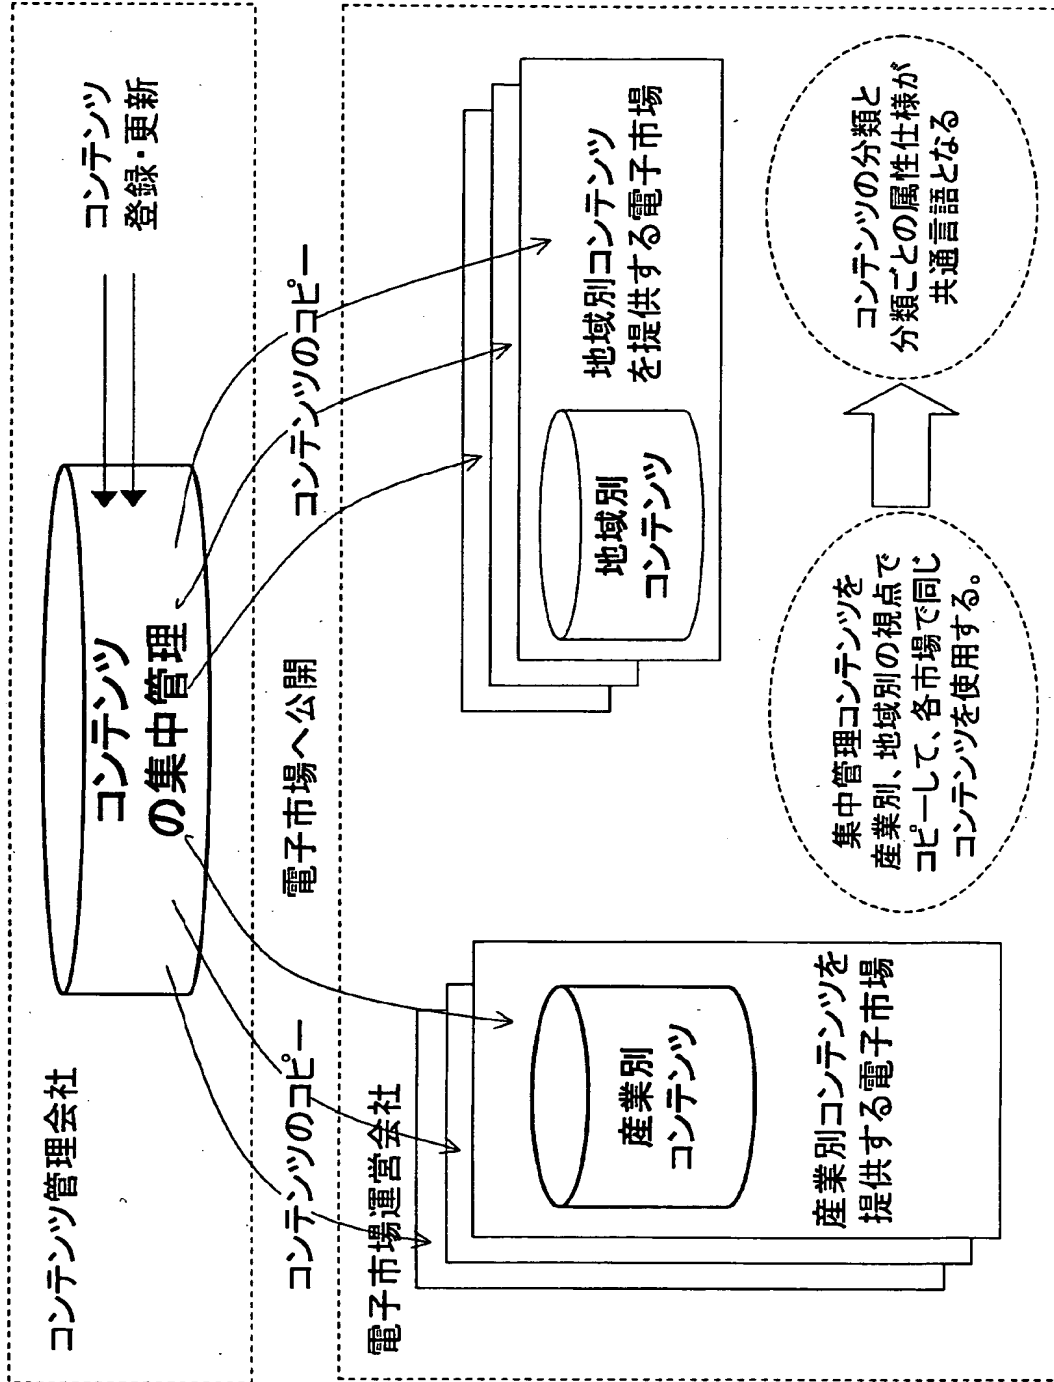 コンテンツ管理会社
コンテンツ
の集中管理
コンテンツ
登録・更新
コンテンツのコピー
電子市場へ公開
コンテンツのコピー
電子市場運営会社
産業別
コンテンツ
産業別コンテンツを
提供する電子市場
地域別
コンテンツ
地域別コンテンツ
を提供する電子市場
集中管理コンテンツを
産業別、地域別の視点で
コピーして、各市場で同じ
コンテンツを使用する。
コンテンツの分類と
分類ごとの属性仕様が
共通言語となる